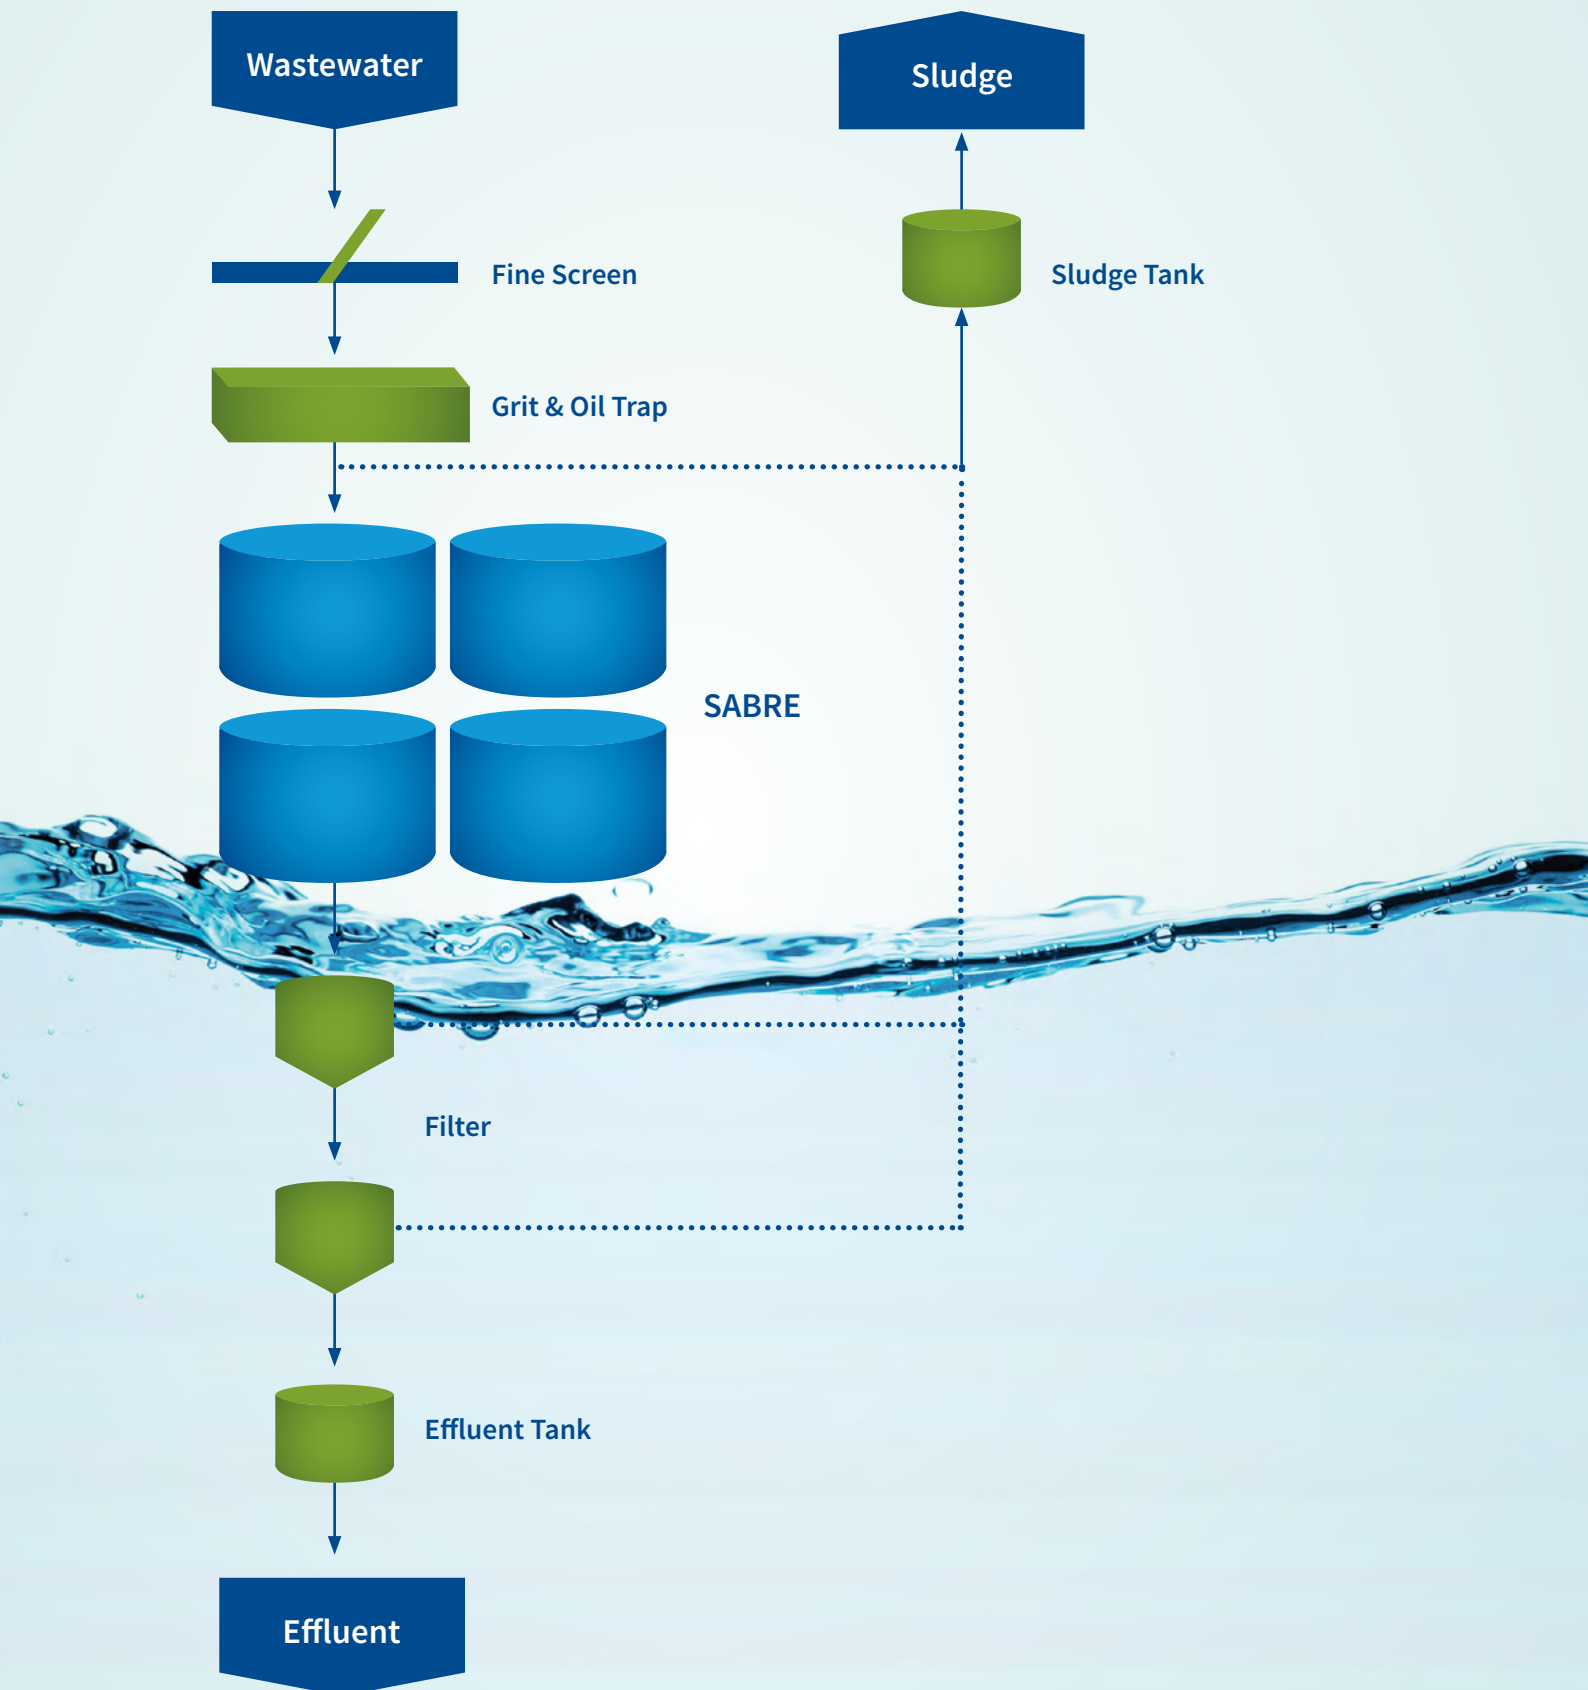 Wastewater
Sludge
Fine Screen
Sludge Tank
Grit & Oil Trap
SABRE
Filter
Effluent Tank
Effluent